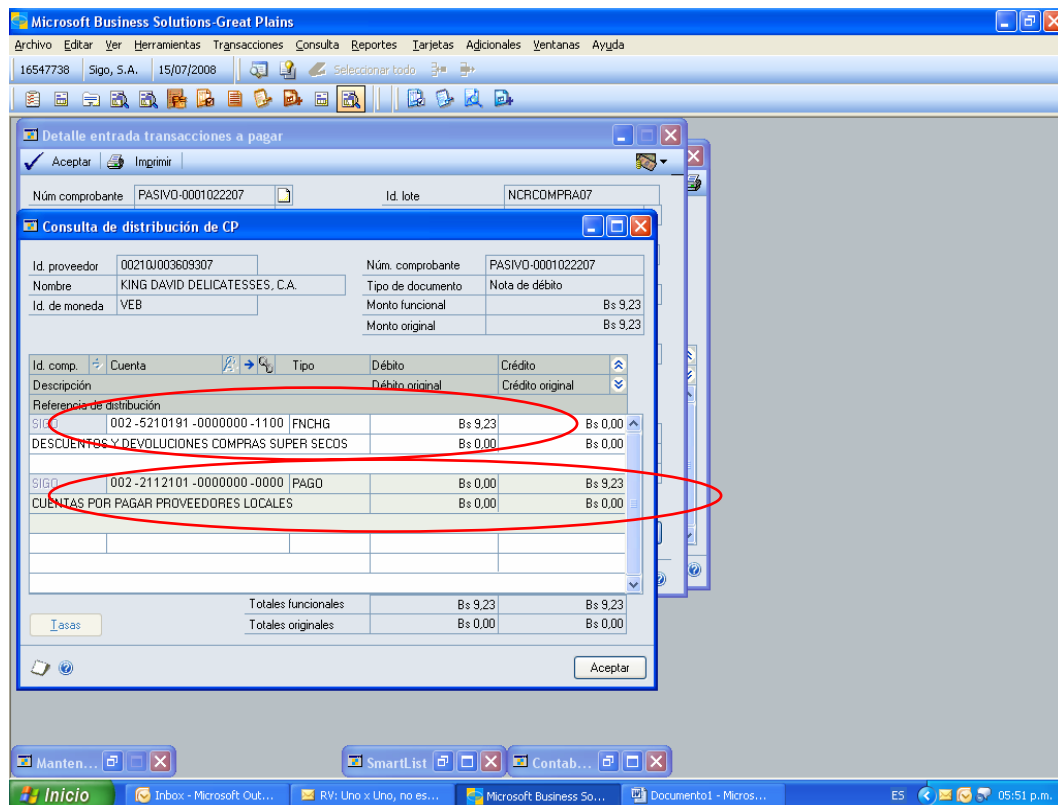 Microsoft Business Solutions-Great Plains
Archivo Editar Ver Herramientas Transacciones Consulta Reportes Tarjetas Adicionales Ventanas Ayuda
16547738 Sigo, S.A. 15/07/2008 Seleccionar todo
Detalle entrada transacciones a pagar
Aceptar Imprimir
Núm comprobante PASIVO-0001022207 Id. lote NCRCOMPRA07
Consulta de distribución de CP
Id. proveedor 00210J003609307 Núm. comprobante PASIVO-0001022207
Nombre KING DAVID DELICATESSES, C.A. Tipo de documento Nota de débito
Id. de moneda VEB Monto funcional Bs 9,23
Monto original Bs 9,23
Id. comp. Cuenta Tipo Débito Crédito
Descripción Débito original Crédito original
Referencia de distribución
SIGO 002 -5210191 -0000000 -1100 FNCHG Bs 9,23 Bs 0,00
DESCUENTOS Y DEVOLUCIONES COMPRAS SUPER SECOS Bs 0,00 Bs 0,00
SIGO 002 -2112101 -0000000 -0000 PAGO Bs 0,00 Bs 9,23
CUENTAS POR PAGAR PROVEEDORES LOCALES Bs 0,00 Bs 0,00
Totales funcionales Bs 9,23 Bs 9,23
Tasas Totales originales Bs 0,00 Bs 0,00
Aceptar
Manten... SmartList Contab...
Inicio Inbox - Microsoft Out... RV: Uno x Uno, no es... Microsoft Business So... Documento1 - Micros... ES 05:51 p.m.